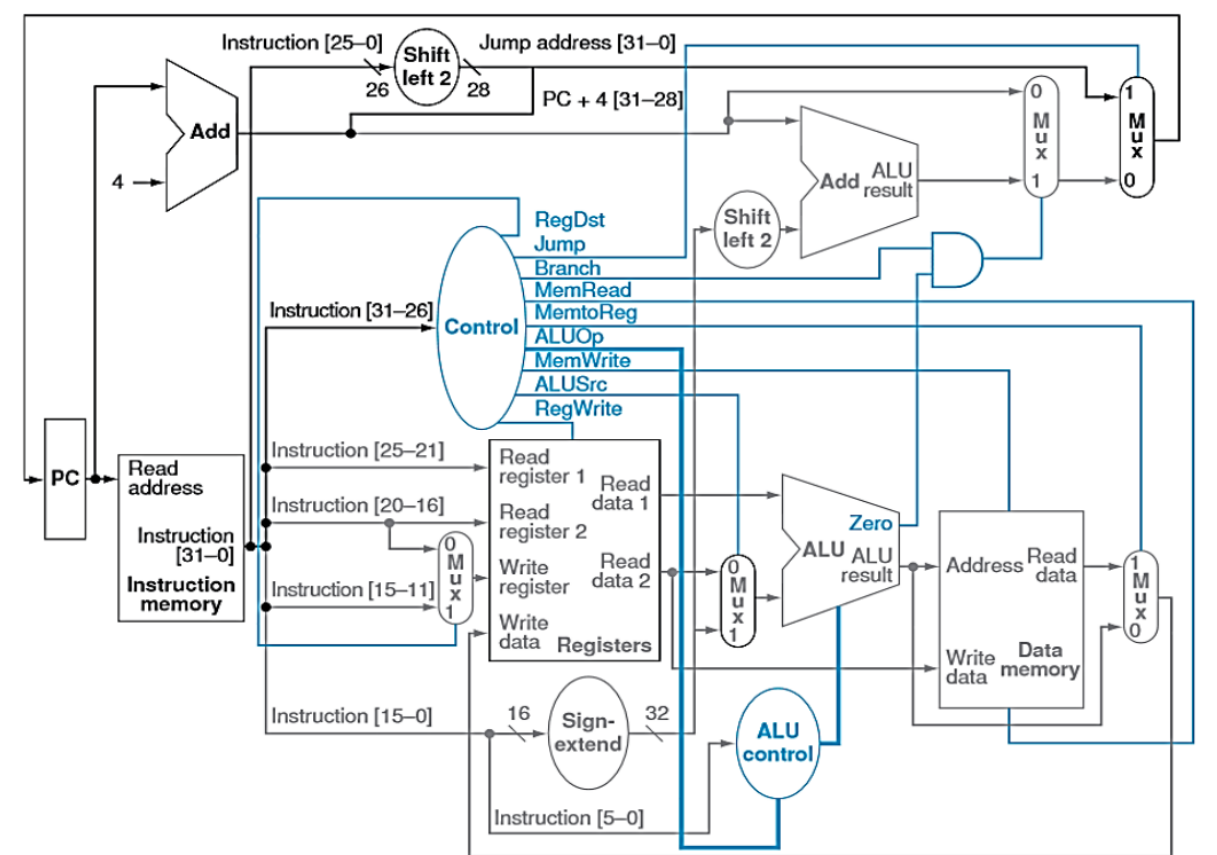 Instruction [25–0]
Shift
left 2
Jump address [31–0]
26
28
PC + 4 [31–28]
Add
4
0
M
u
x
1
1
M
u
x
0
Add
ALU
result
Shift
left 2
RegDst
Jump
Branch
MemRead
MemtoReg
ALUOp
MemWrite
ALUSrc
RegWrite
Instruction [31–26]
Control
PC
Read
address
Instruction
[31–0]
Instruction
memory
Instruction [25–21]
Instruction [20–16]
Instruction [15–11]
0
M
u
x
1
Read
register 1
Read
register 2
Write
register
Write
data
Read
data 1
Read
data 2
Registers
0
M
u
x
1
Zero
ALU
ALU
result
Address
Read
data
Write
data
Data
memory
1
M
u
x
0
Instruction [15–0]
16
Sign-
extend
32
ALU
control
Instruction [5–0]